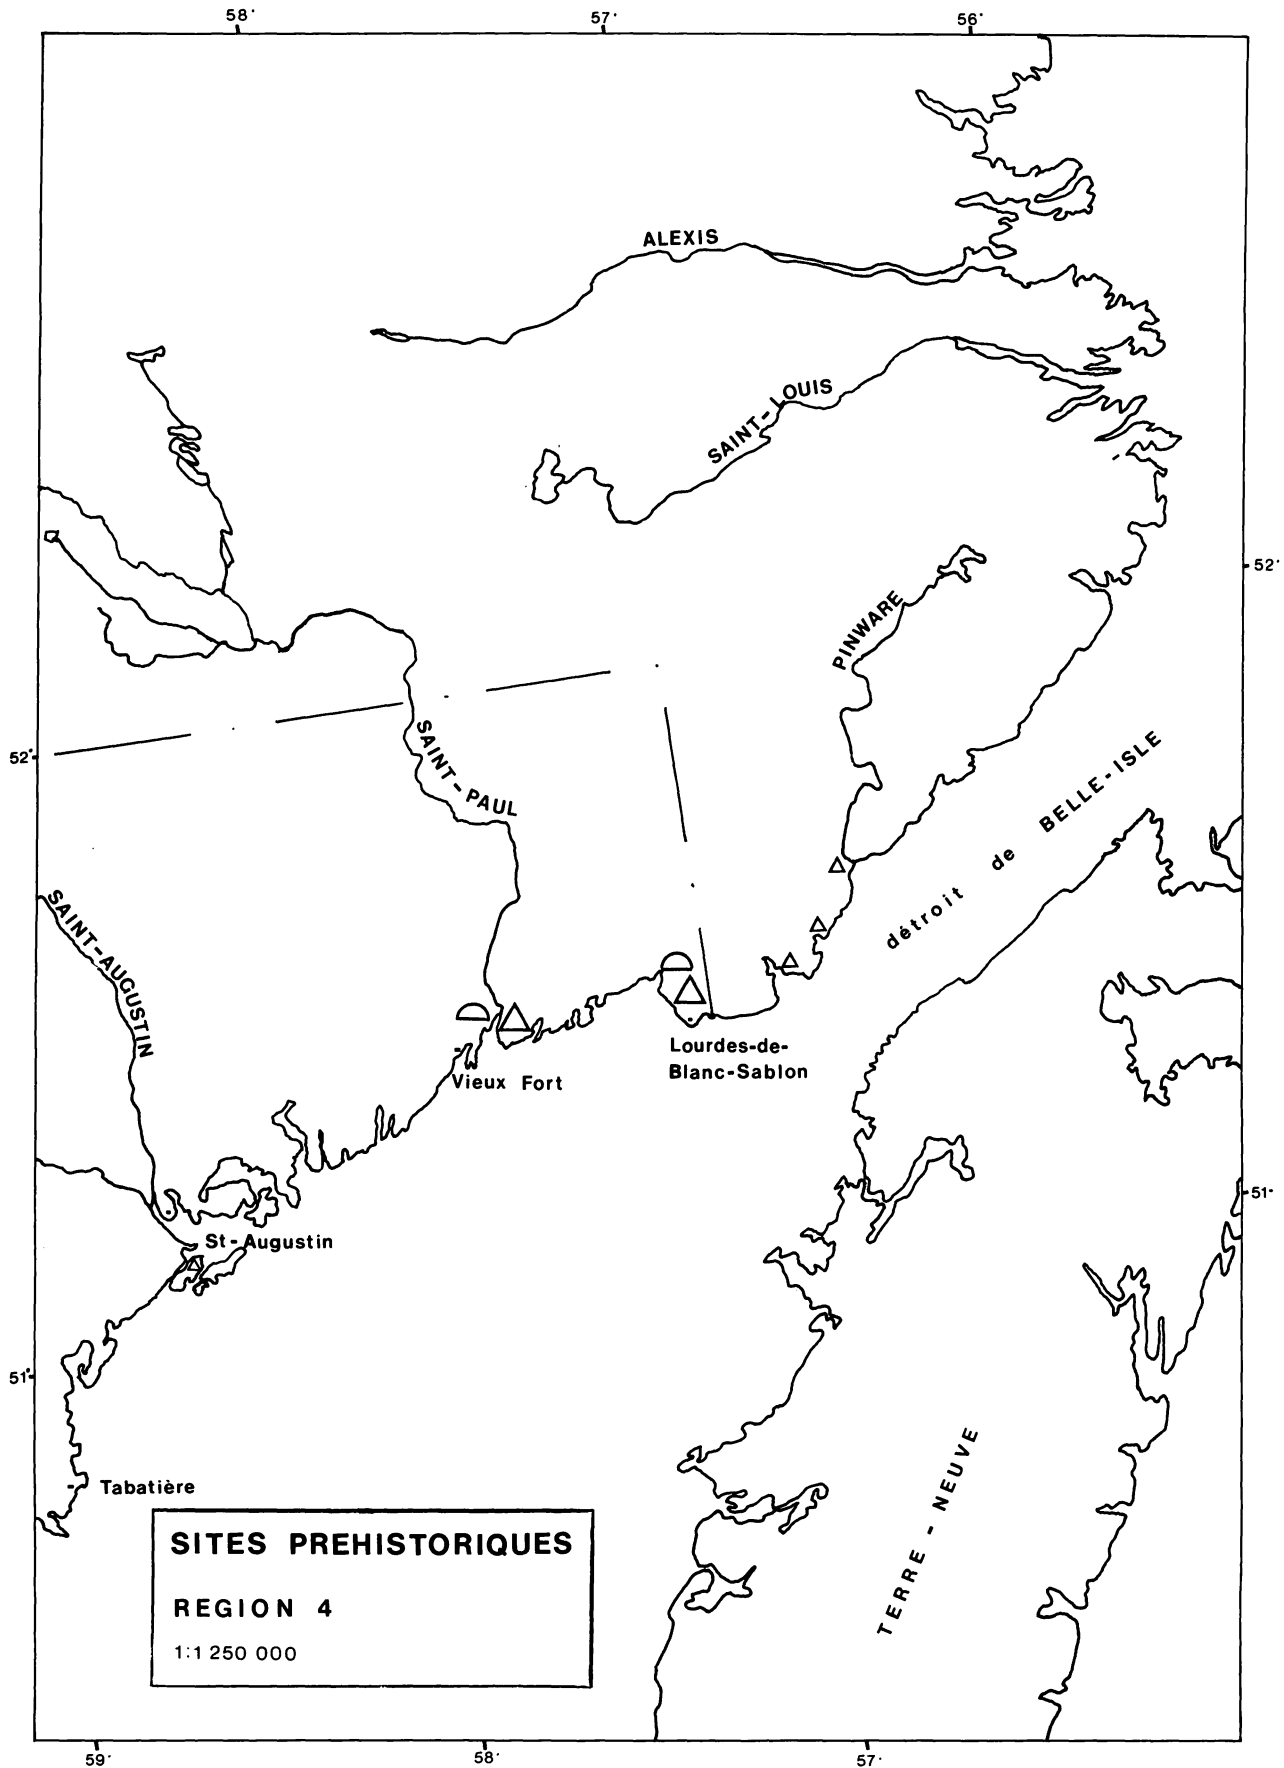 58°
57°
56°
ALEXIS
SAINT-LOUIS
52°
PINWARE
SAINT-PAUL
52°
détroit de BELLE-ISLE
SAINT-AUGUSTIN
Lourdes-de-
Blanc-Sablon
Vieux Fort
51°
St-Augustin
51°
Tabatière
TERRE-NEUVE
SITES PREHISTORIQUES
REGION 4
1:1 250 000
59°
58°
57°